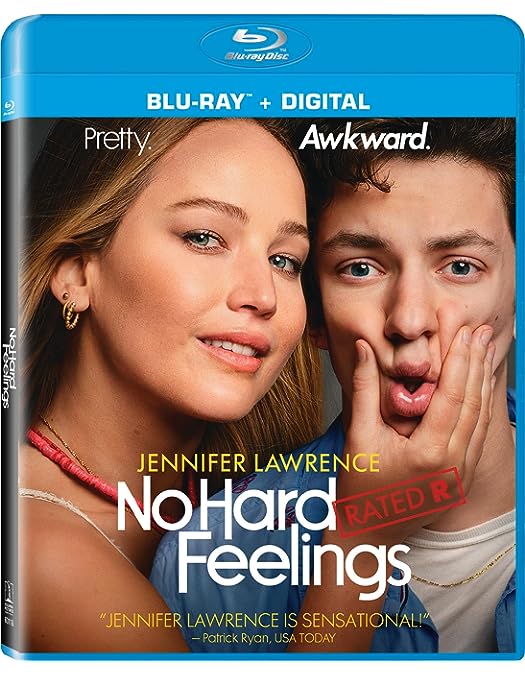 Blu-ray Disc
BLU-RAY™ + DIGITAL
Pretty.
Awkward.
JENNIFER LAWRENCE
No Hard
Feelings
RATED R
“JENNIFER LAWRENCE IS SENSATIONAL!”
—Patrick Ryan, USA TODAY
No Hard
Feelings